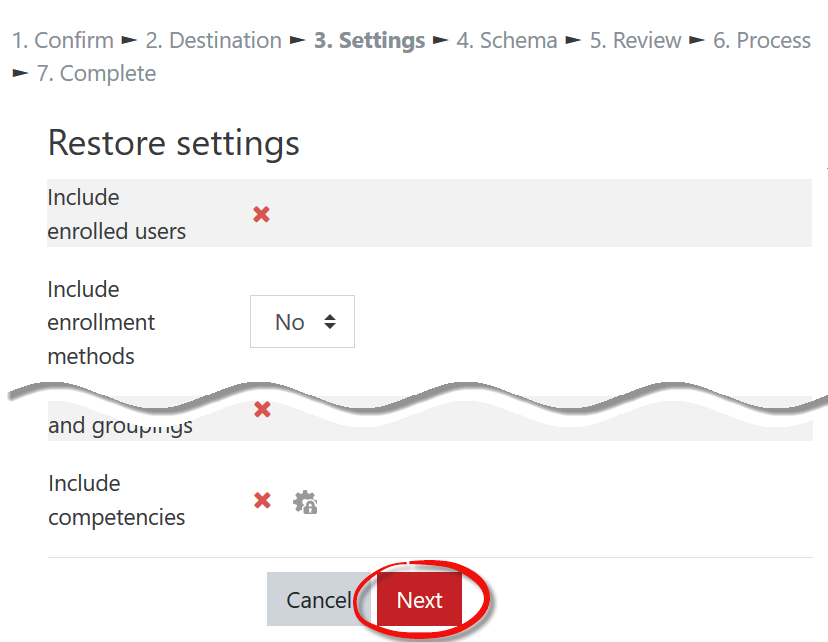 1. Confirm ► 2. Destination ► 3. Settings ► 4. Schema ► 5. Review ► 6. Process
► 7. Complete
Restore settings
Include
enrolled users
Include
enrollment
methods
No
and groupings
Include
competencies
Cancel
Next